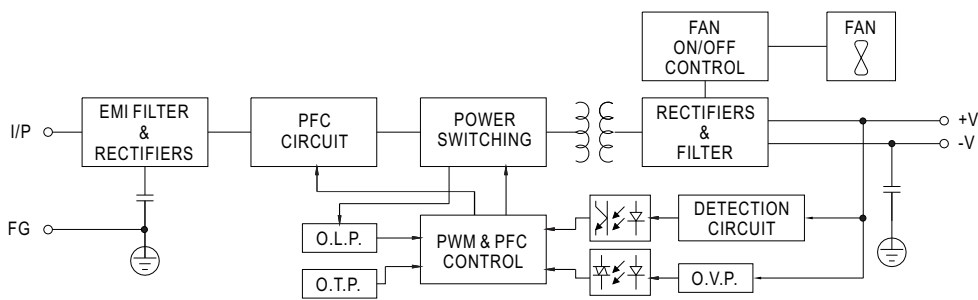 FAN
ON/OFF
CONTROL
FAN
I/P
EMI FILTER
&
RECTIFIERS
PFC
CIRCUIT
POWER
SWITCHING
RECTIFIERS
&
FILTER
+V
-V
FG
O.L.P.
O.T.P.
PWM & PFC
CONTROL
DETECTION
CIRCUIT
O.V.P.